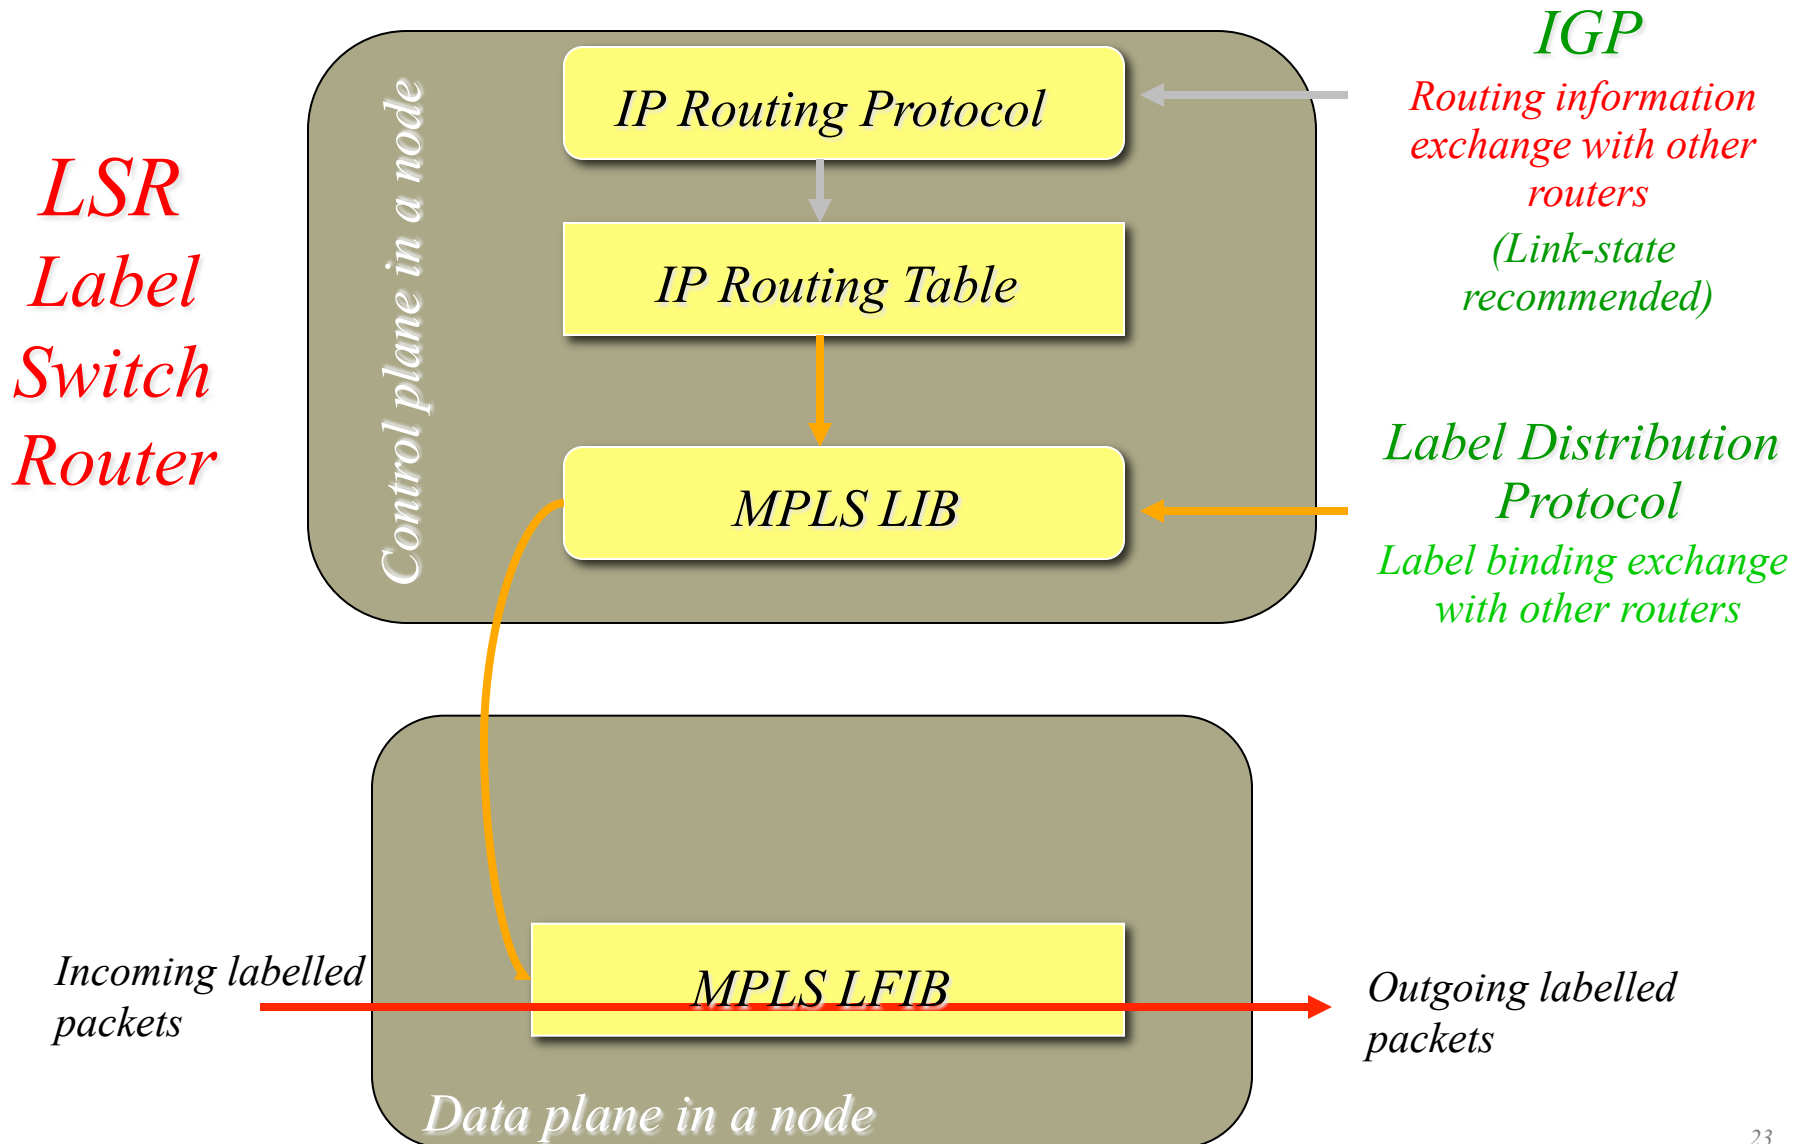 LSR
Label
Switch
Router
Control plane in a node
IP Routing Protocol
IP Routing Table
MPLS LIB
IGP
Routing information
exchange with other
routers
(Link-state
recommended)
Label Distribution
Protocol
Label binding exchange
with other routers
Incoming labelled
packets
MPLS LFIB
Outgoing labelled
packets
Data plane in a node
23